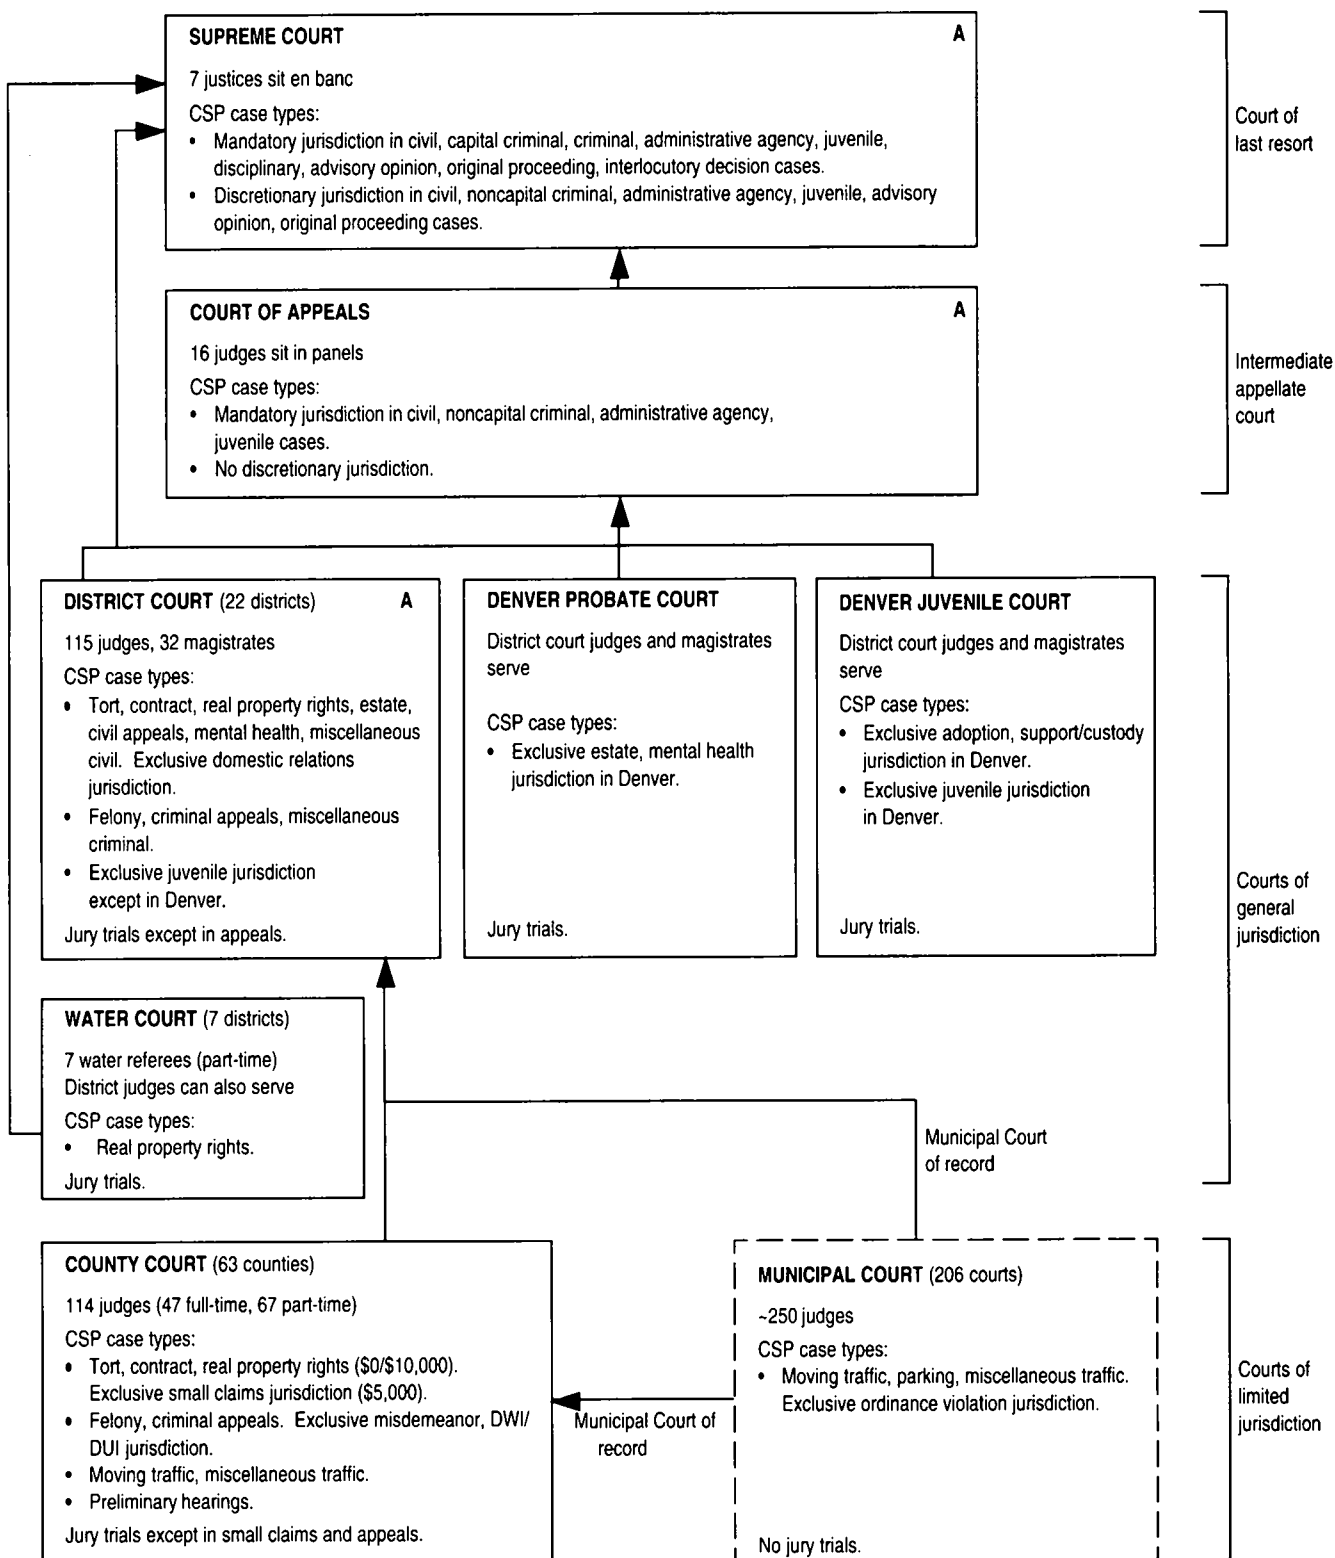 SUPREME COURT A
7 justices sit en banc
CSP case types:
• Mandatory jurisdiction in civil, capital criminal, criminal, administrative agency, juvenile,
disciplinary, advisory opinion, original proceeding, interlocutory decision cases.
• Discretionary jurisdiction in civil, noncapital criminal, administrative agency, juvenile, advisory
opinion, original proceeding cases.
Court of
last resort
COURT OF APPEALS A
16 judges sit in panels
CSP case types:
• Mandatory jurisdiction in civil, noncapital criminal, administrative agency,
juvenile cases.
• No discretionary jurisdiction.
Intermediate
appellate
court
DISTRICT COURT (22 districts) A
115 judges, 32 magistrates
CSP case types:
• Tort, contract, real property rights, estate,
civil appeals, mental health, miscellaneous
civil. Exclusive domestic relations
jurisdiction.
• Felony, criminal appeals, miscellaneous
criminal.
• Exclusive juvenile jurisdiction
except in Denver.
Jury trials except in appeals.
DENVER PROBATE COURT
District court judges and magistrates
serve
CSP case types:
• Exclusive estate, mental health
jurisdiction in Denver.
Jury trials.
DENVER JUVENILE COURT
District court judges and magistrates
serve
CSP case types:
• Exclusive adoption, support/custody
jurisdiction in Denver.
• Exclusive juvenile jurisdiction
in Denver.
Jury trials.
Courts of
general
jurisdiction
WATER COURT (7 districts)
7 water referees (part-time)
District judges can also serve
CSP case types:
• Real property rights.
Jury trials.
Municipal Court
of record
COUNTY COURT (63 counties)
114 judges (47 full-time, 67 part-time)
CSP case types:
• Tort, contract, real property rights ($0/$10,000).
Exclusive small claims jurisdiction ($5,000).
• Felony, criminal appeals. Exclusive misdemeanor, DWI/
DUI jurisdiction.
• Moving traffic, miscellaneous traffic.
• Preliminary hearings.
Jury trials except in small claims and appeals.
Municipal Court of
record
MUNICIPAL COURT (206 courts)
~250 judges
CSP case types:
• Moving traffic, parking, miscellaneous traffic.
Exclusive ordinance violation jurisdiction.
No jury trials.
Courts of
limited
jurisdiction